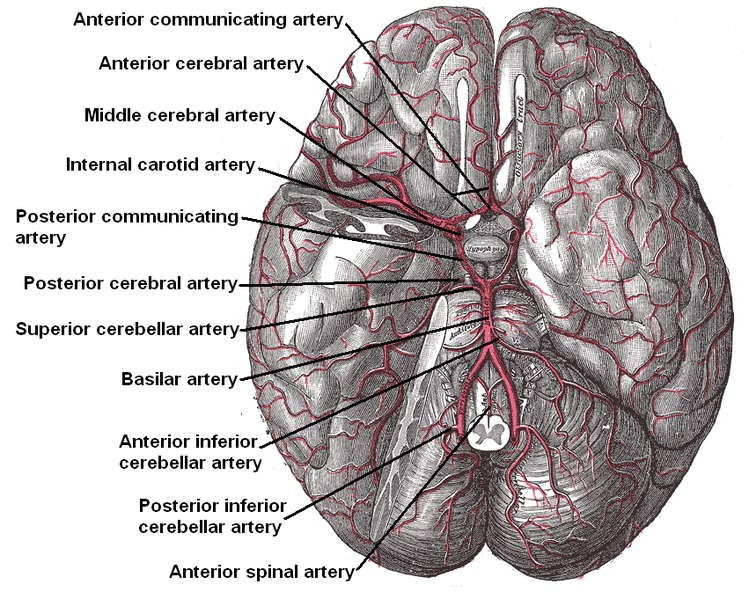 Anterior communicating artery
Anterior cerebral artery
Middle cerebral artery
Internal carotid artery
Posterior communicating
artery
Posterior cerebral artery
Superior cerebellar artery
Basilar artery
Anterior inferior
cerebellar artery
Posterior inferior
cerebellar artery
Anterior spinal artery
Olfactory tract